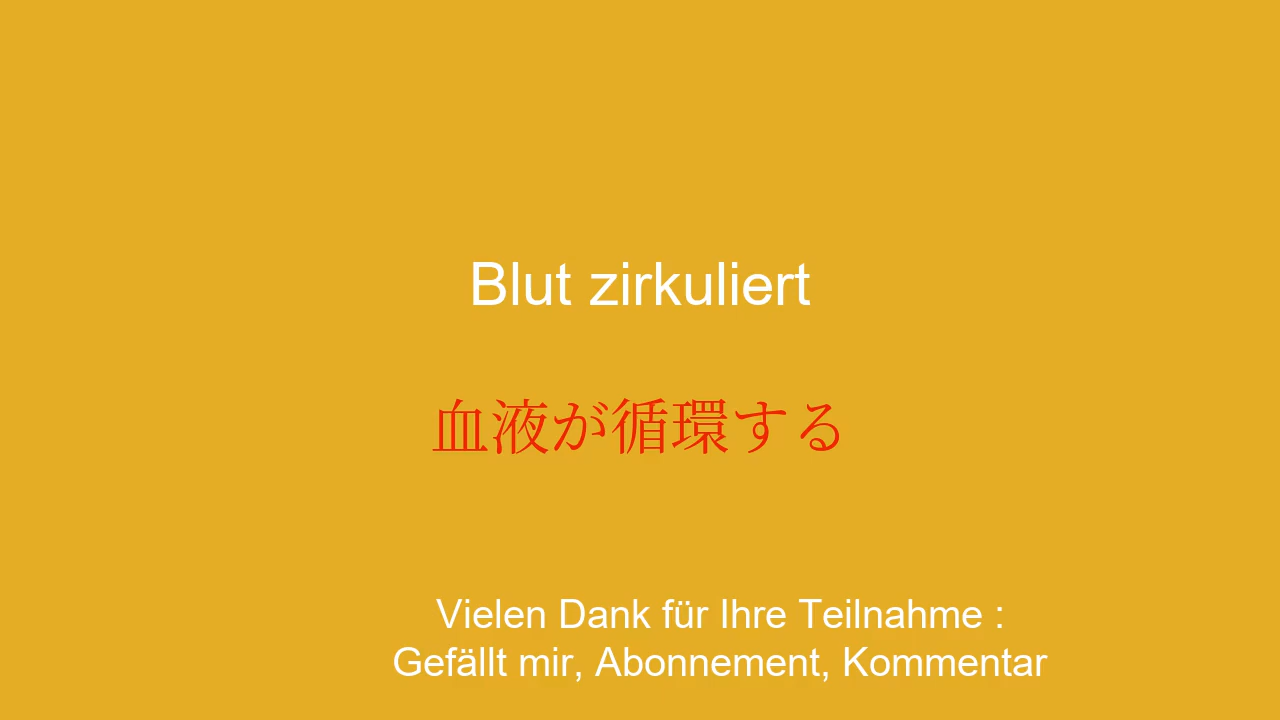 Blut zirkuliert
血液が循環する
Vielen Dank für Ihre Teilnahme :
Gefällt mir, Abonnement, Kommentar